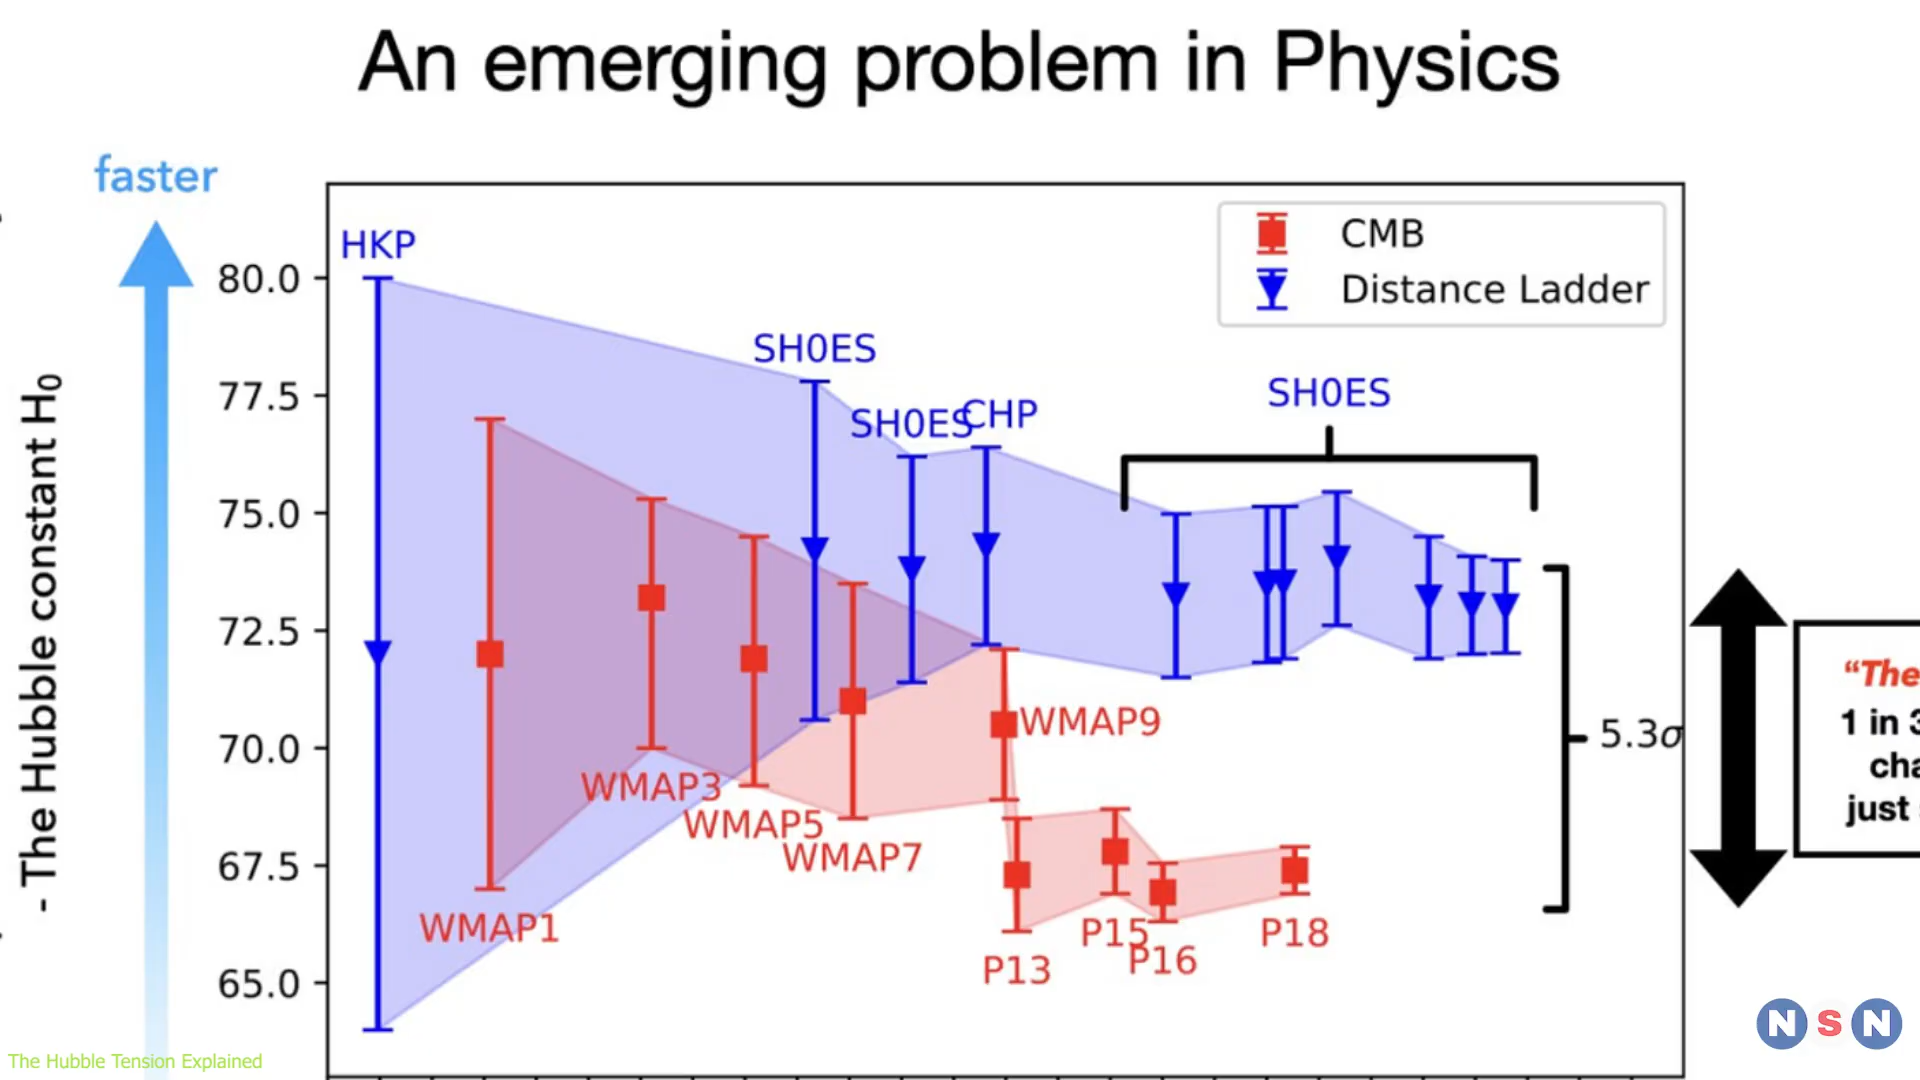 An emerging problem in Physics
faster
- The Hubble constant H₀
80.0
77.5
75.0
72.5
70.0
67.5
65.0
CMB
Distance Ladder
HKP
SH0ES
SH0ES
CHP
SH0ES
WMAP1
WMAP3
WMAP5
WMAP7
WMAP9
P13
P15
P16
P18
5.3σ
“The
1 in 3
cha
just
N S N
The Hubble Tension Explained